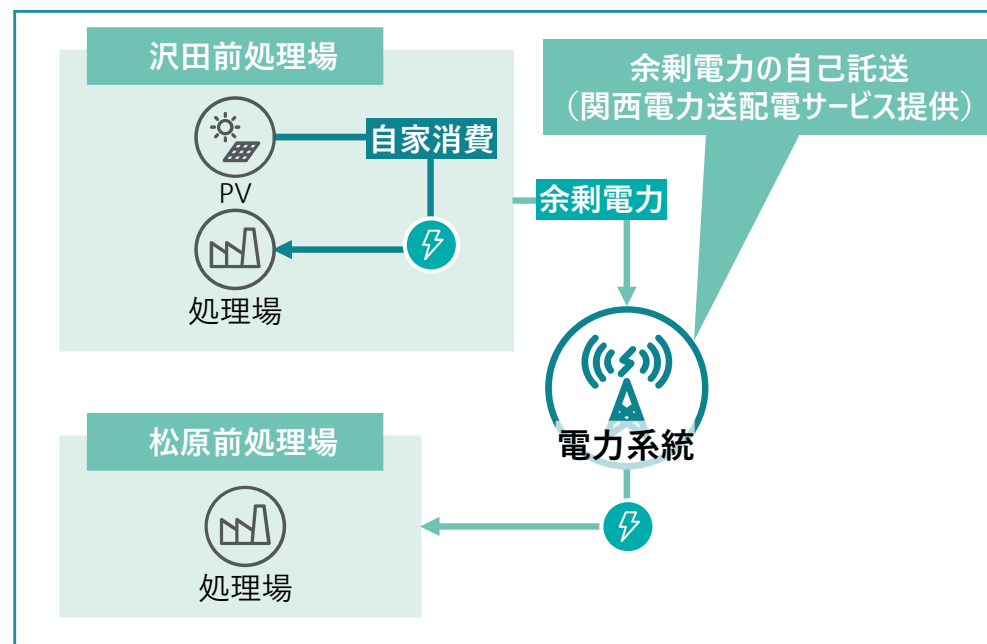 沢田前処理場
PV
自家消費
処理場
余剰電力の自己託送
（関西電力送配電サービス提供）
余剰電力
電力系統
松原前処理場
処理場